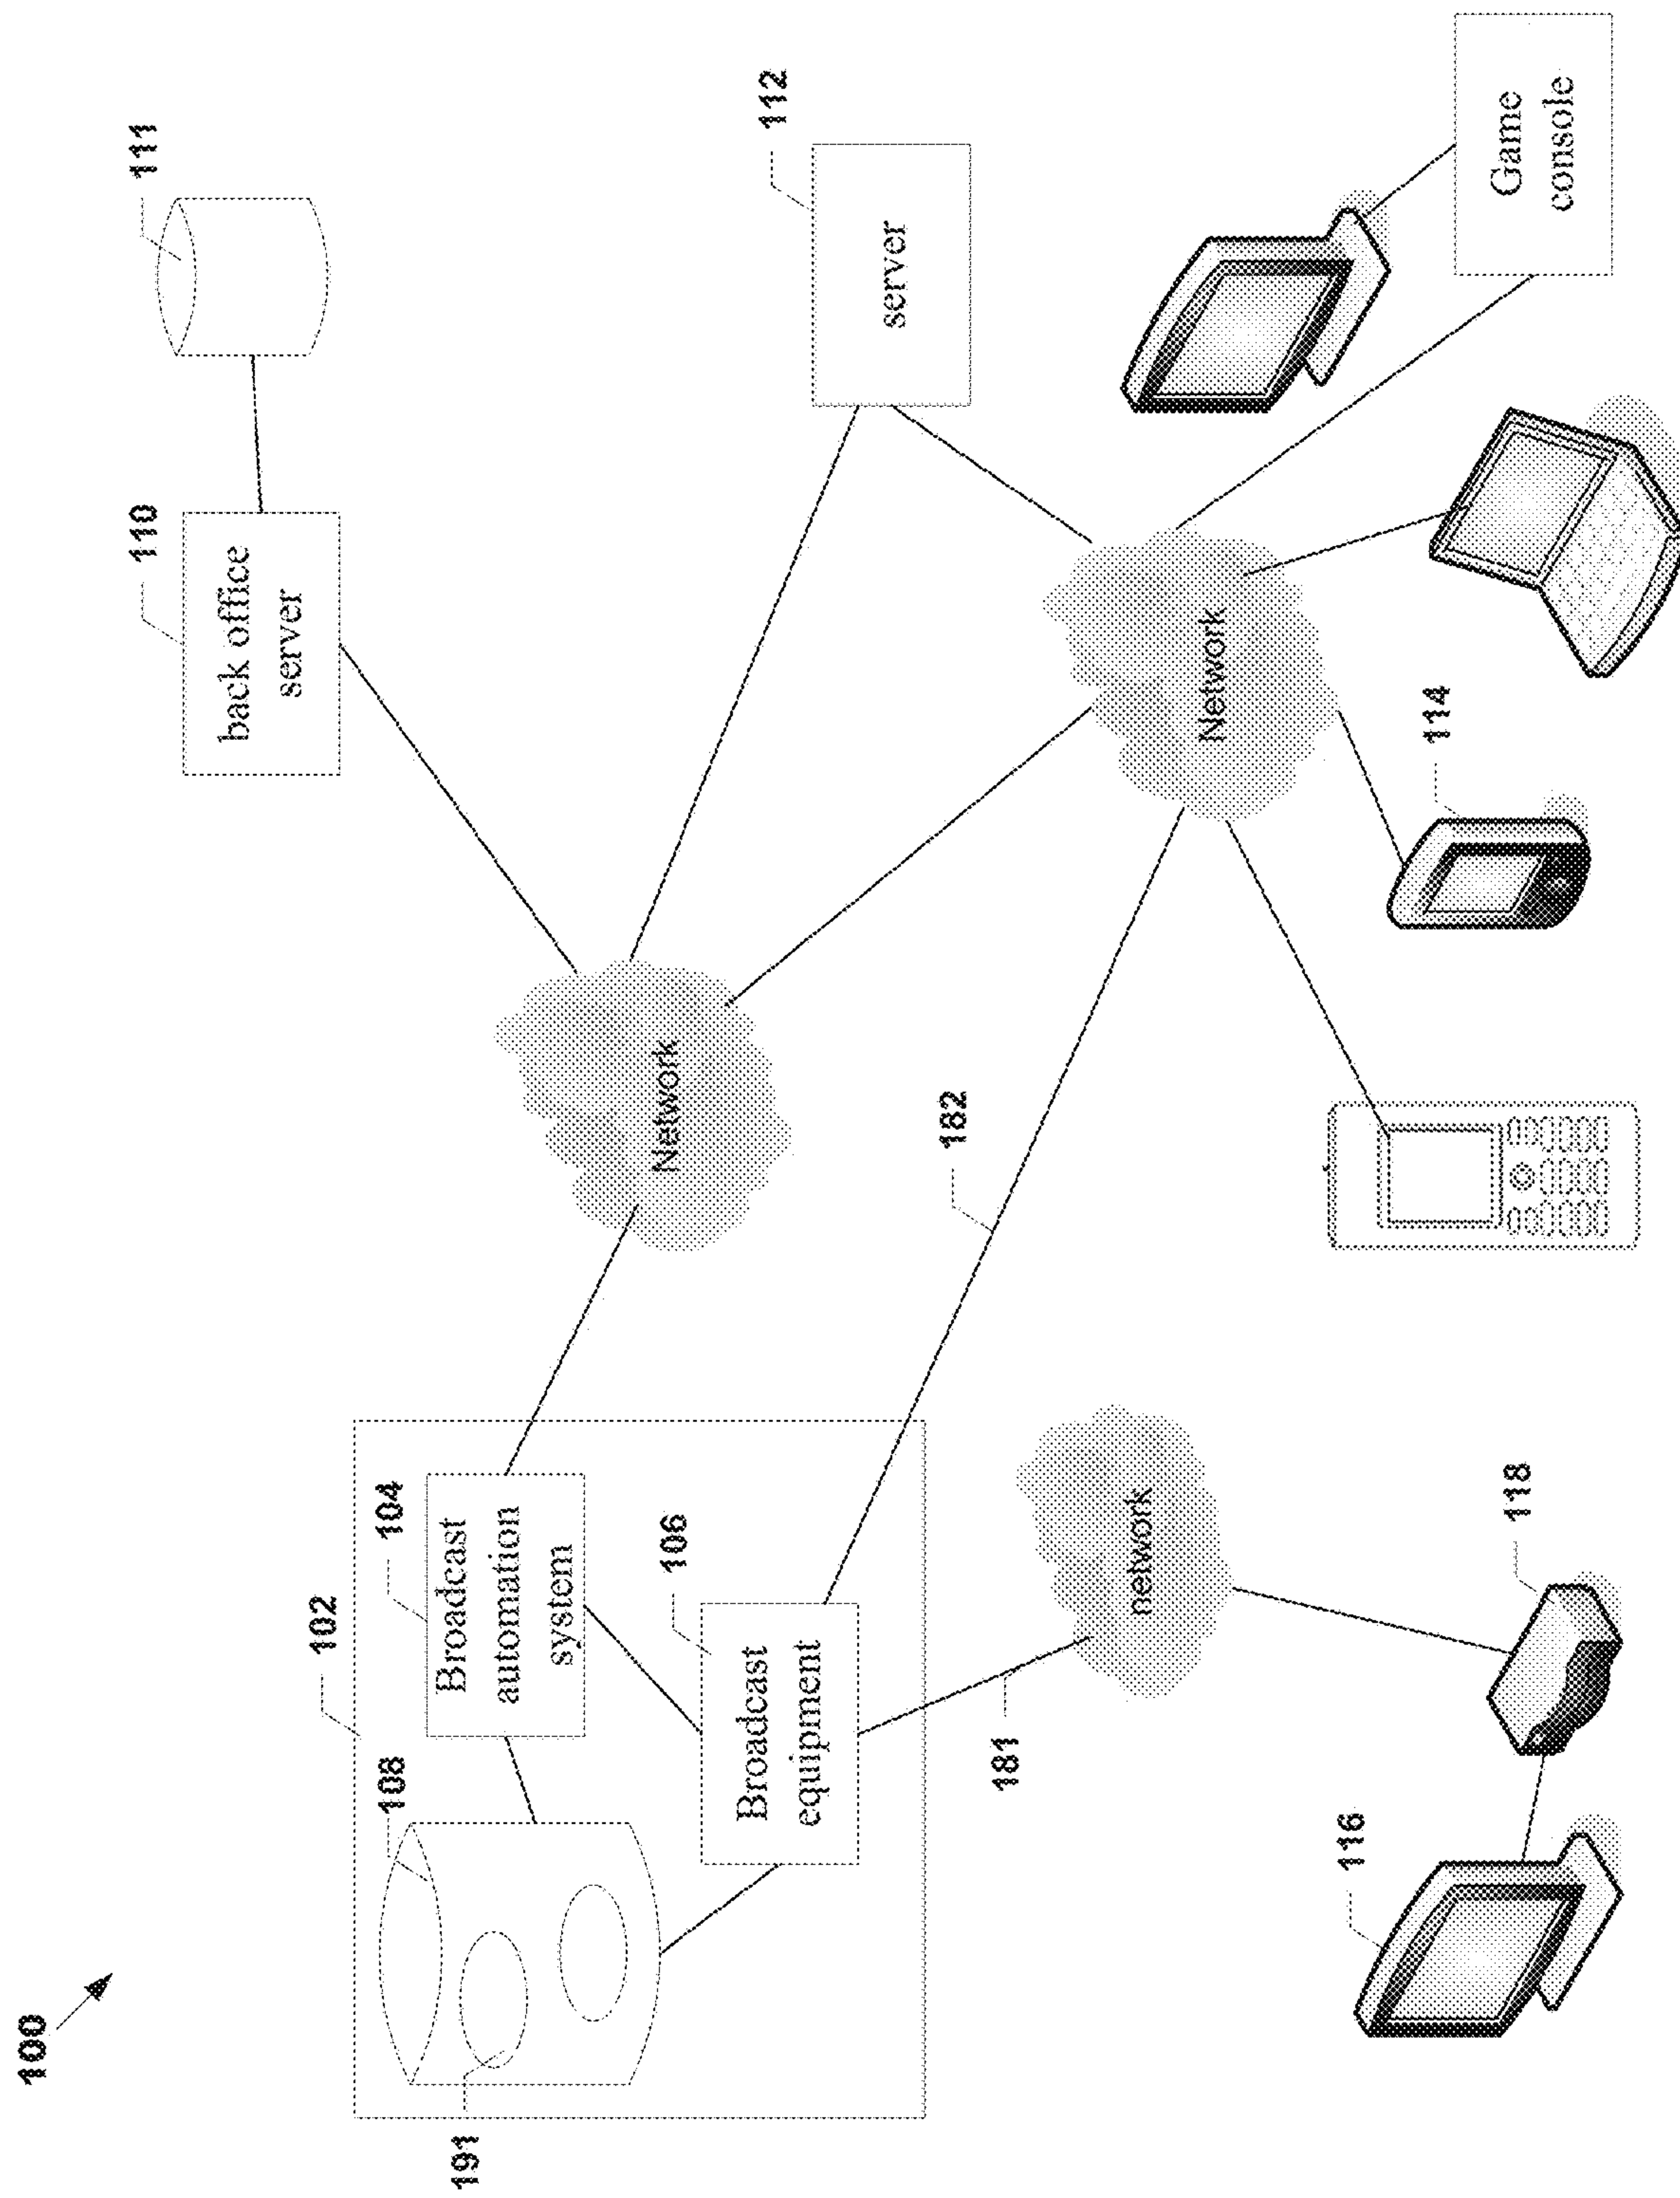 100
102
108
104
Broadcast
automation
system
106
Broadcast
equipment
191
181
182
Network
110
back office
server
111
112
server
Network
network
116
118
114
Game
console